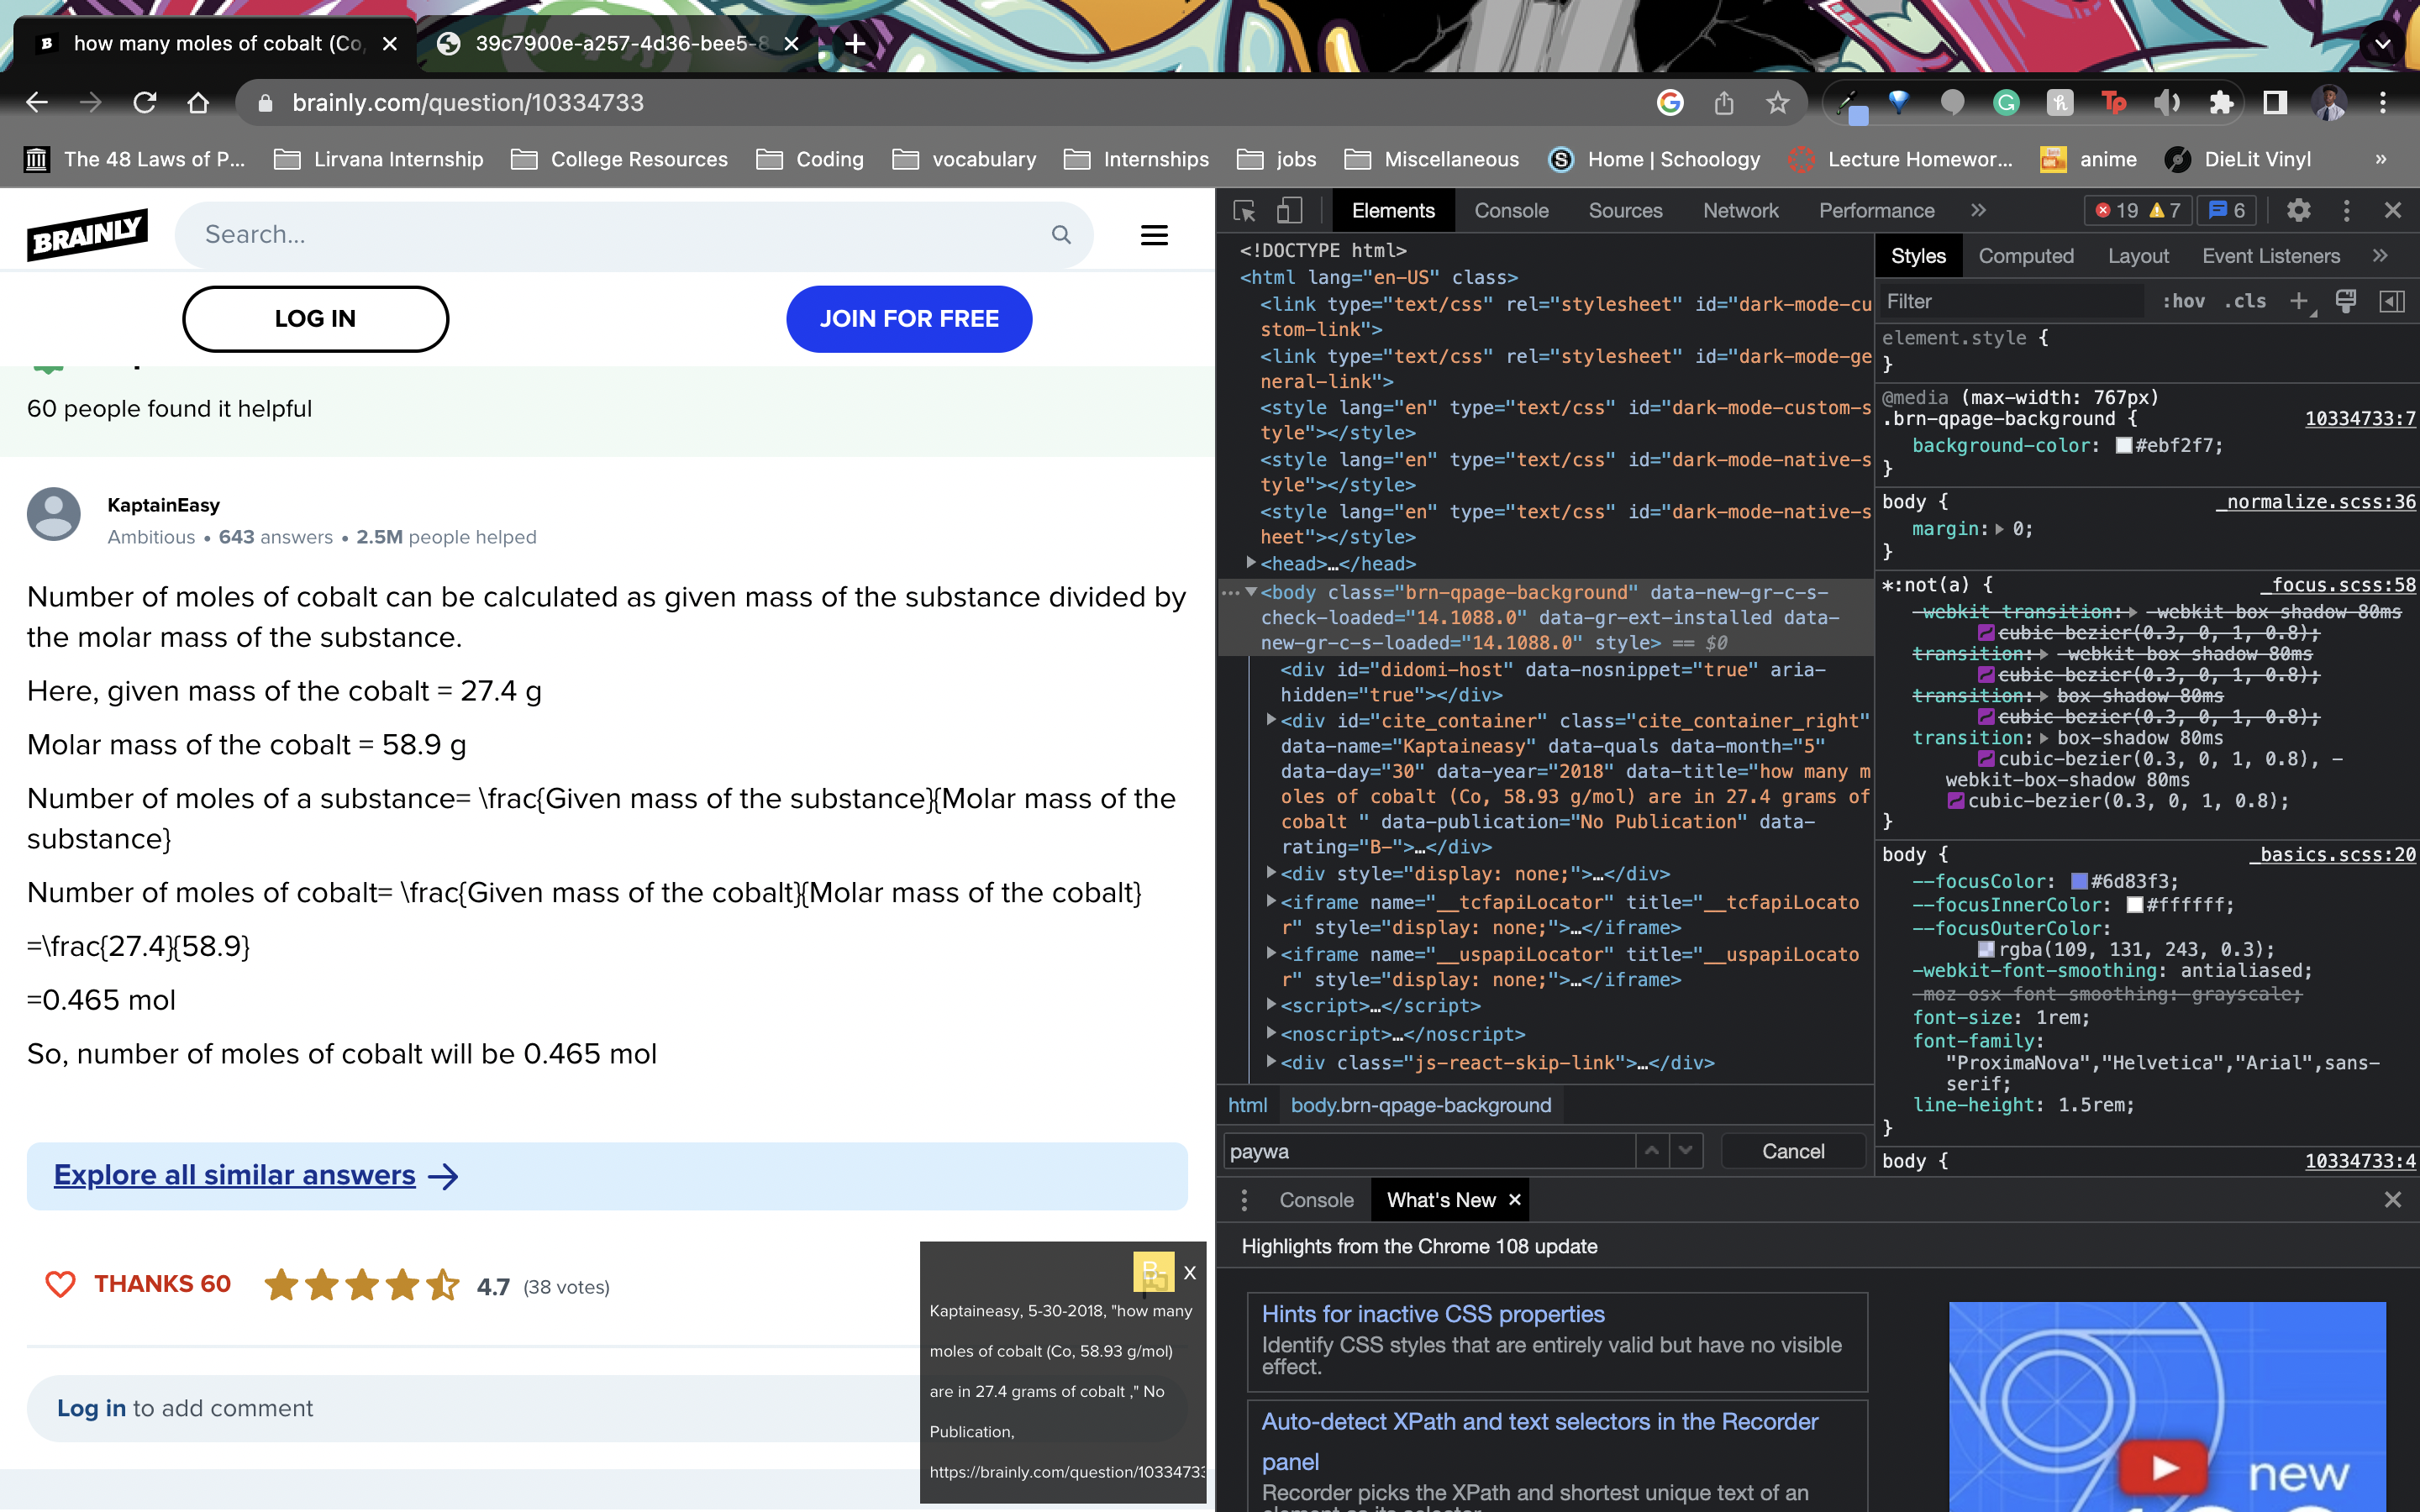 how many moles of cobalt (Co,
39c7900e-a257-4d36-bee5-8
brainly.com/question/10334733
The 48 Laws of P...
Lirvana Internship
College Resources
Coding
vocabulary
Internships
jobs
Miscellaneous
Home | Schoology
Lecture Homewor...
anime
DieLit Vinyl
»
BRAINLY
Search...
LOG IN
JOIN FOR FREE
60 people found it helpful
KaptainEasy
Ambitious • 643 answers • 2.5M people helped
Number of moles of cobalt can be calculated as given mass of the substance divided by
the molar mass of the substance.
Here, given mass of the cobalt = 27.4 g
Molar mass of the cobalt = 58.9 g
Number of moles of a substance= \frac{Given mass of the substance}{Molar mass of the
substance}
Number of moles of cobalt= \frac{Given mass of the cobalt}{Molar mass of the cobalt}
=\frac{27.4}{58.9}
=0.465 mol
So, number of moles of cobalt will be 0.465 mol
Explore all similar answers →
THANKS 60
4.7 (38 votes)
Log in to add comment
B-
X
Kaptaineasy, 5-30-2018, "how many
moles of cobalt (Co, 58.93 g/mol)
are in 27.4 grams of cobalt ," No
Publication,
https://brainly.com/question/10334733
Elements
Console
Sources
Network
Performance
»
19
7
6
<!DOCTYPE html>
<html lang="en-US" class>
<link type="text/css" rel="stylesheet" id="dark-mode-cu
stom-link">
<link type="text/css" rel="stylesheet" id="dark-mode-ge
neral-link">
<style lang="en" type="text/css" id="dark-mode-custom-s
tyle"></style>
<style lang="en" type="text/css" id="dark-mode-native-s
tyle"></style>
<style lang="en" type="text/css" id="dark-mode-native-s
heet"></style>
<head>…</head>
<body class="brn-qpage-background" data-new-gr-c-s-
check-loaded="14.1088.0" data-gr-ext-installed data-
new-gr-c-s-loaded="14.1088.0" style> == $0
<div id="didomi-host" data-nosnippet="true" aria-
hidden="true"></div>
<div id="cite_container" class="cite_container_right"
data-name="Kaptaineasy" data-quals data-month="5"
data-day="30" data-year="2018" data-title="how many m
oles of cobalt (Co, 58.93 g/mol) are in 27.4 grams of
cobalt " data-publication="No Publication" data-
rating="B-">…</div>
<div style="display: none;">…</div>
<iframe name="__tcfapiLocator" title="__tcfapiLocato
r" style="display: none;">…</iframe>
<iframe name="__uspapiLocator" title="__uspapiLocato
r" style="display: none;">…</iframe>
<script>…</script>
<noscript>…</noscript>
<div class="js-react-skip-link">…</div>
html
body.brn-qpage-background
paywa
Cancel
Styles
Computed
Layout
Event Listeners
»
Filter
:hov
.cls
element.style {
}
@media (max-width: 767px)
.brn-qpage-background {
10334733:7
background-color: #ebf2f7;
}
body {
_normalize.scss:36
margin: 0;
}
*:not(a) {
_focus.scss:58
-webkit-transition: -webkit-box-shadow 80ms
cubic-bezier(0.3, 0, 1, 0.8);
transition: -webkit-box-shadow 80ms
cubic-bezier(0.3, 0, 1, 0.8);
transition: box-shadow 80ms
cubic-bezier(0.3, 0, 1, 0.8);
transition: box-shadow 80ms
cubic-bezier(0.3, 0, 1, 0.8), -
webkit-box-shadow 80ms
cubic-bezier(0.3, 0, 1, 0.8);
}
body {
_basics.scss:20
--focusColor: #6d83f3;
--focusInnerColor: #ffffff;
--focusOuterColor:
rgba(109, 131, 243, 0.3);
-webkit-font-smoothing: antialiased;
-moz-osx-font-smoothing: grayscale;
font-size: 1rem;
font-family:
"ProximaNova","Helvetica","Arial",sans-
serif;
line-height: 1.5rem;
}
body {
10334733:4
Console
What's New
Highlights from the Chrome 108 update
Hints for inactive CSS properties
Identify CSS styles that are entirely valid but have no visible
effect.
Auto-detect XPath and text selectors in the Recorder
panel
Recorder picks the XPath and shortest unique text of an
element as its selector.
new